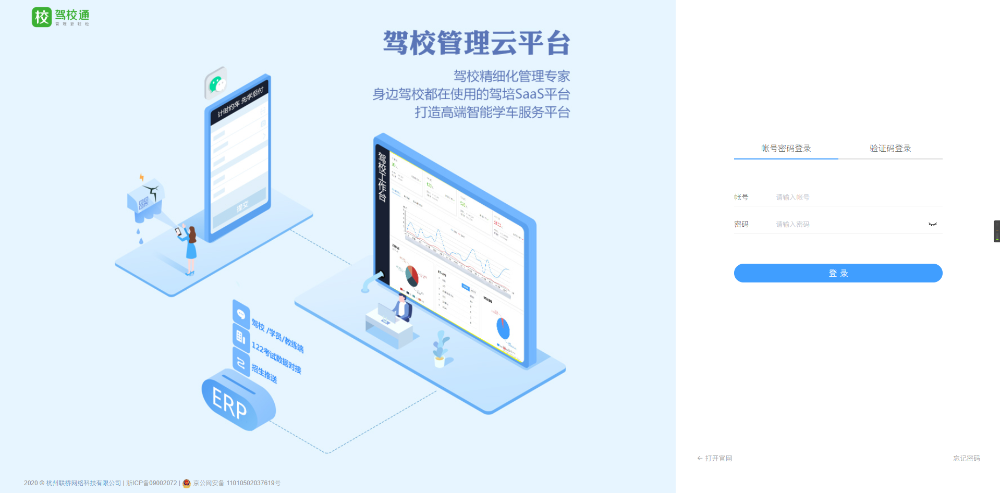 校 驾校通
管理更轻松
驾校管理云平台
驾校精细化管理专家
身边驾校都在使用的驾培SaaS平台
打造高端智能学车服务平台
计时约车 先学后付
提交
驾校工作台
驾校 /学员/教练端
122考试数据对接
招生推送
ERP
帐号密码登录
验证码登录
帐号 请输入帐号
密码 请输入密码
登 录
← 打开官网
忘记密码
2020 © 杭州联桥网络科技有限公司 | 浙ICP备09002072 | 京公网安备 11010502037619号